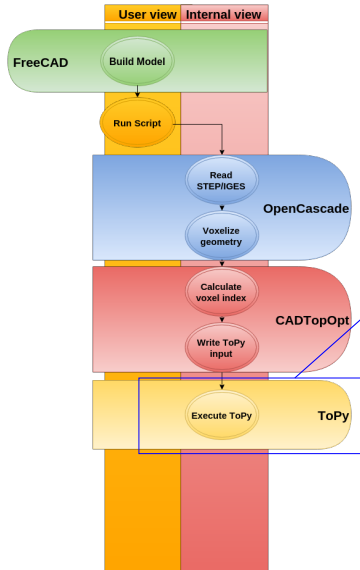 User view
Internal view
FreeCAD
Build Model
Run Script
Read
STEP/IGES
OpenCascade
Voxelize
geometry
Calculate
voxel index
CADTopOpt
Write ToPy
input
Execute ToPy
ToPy